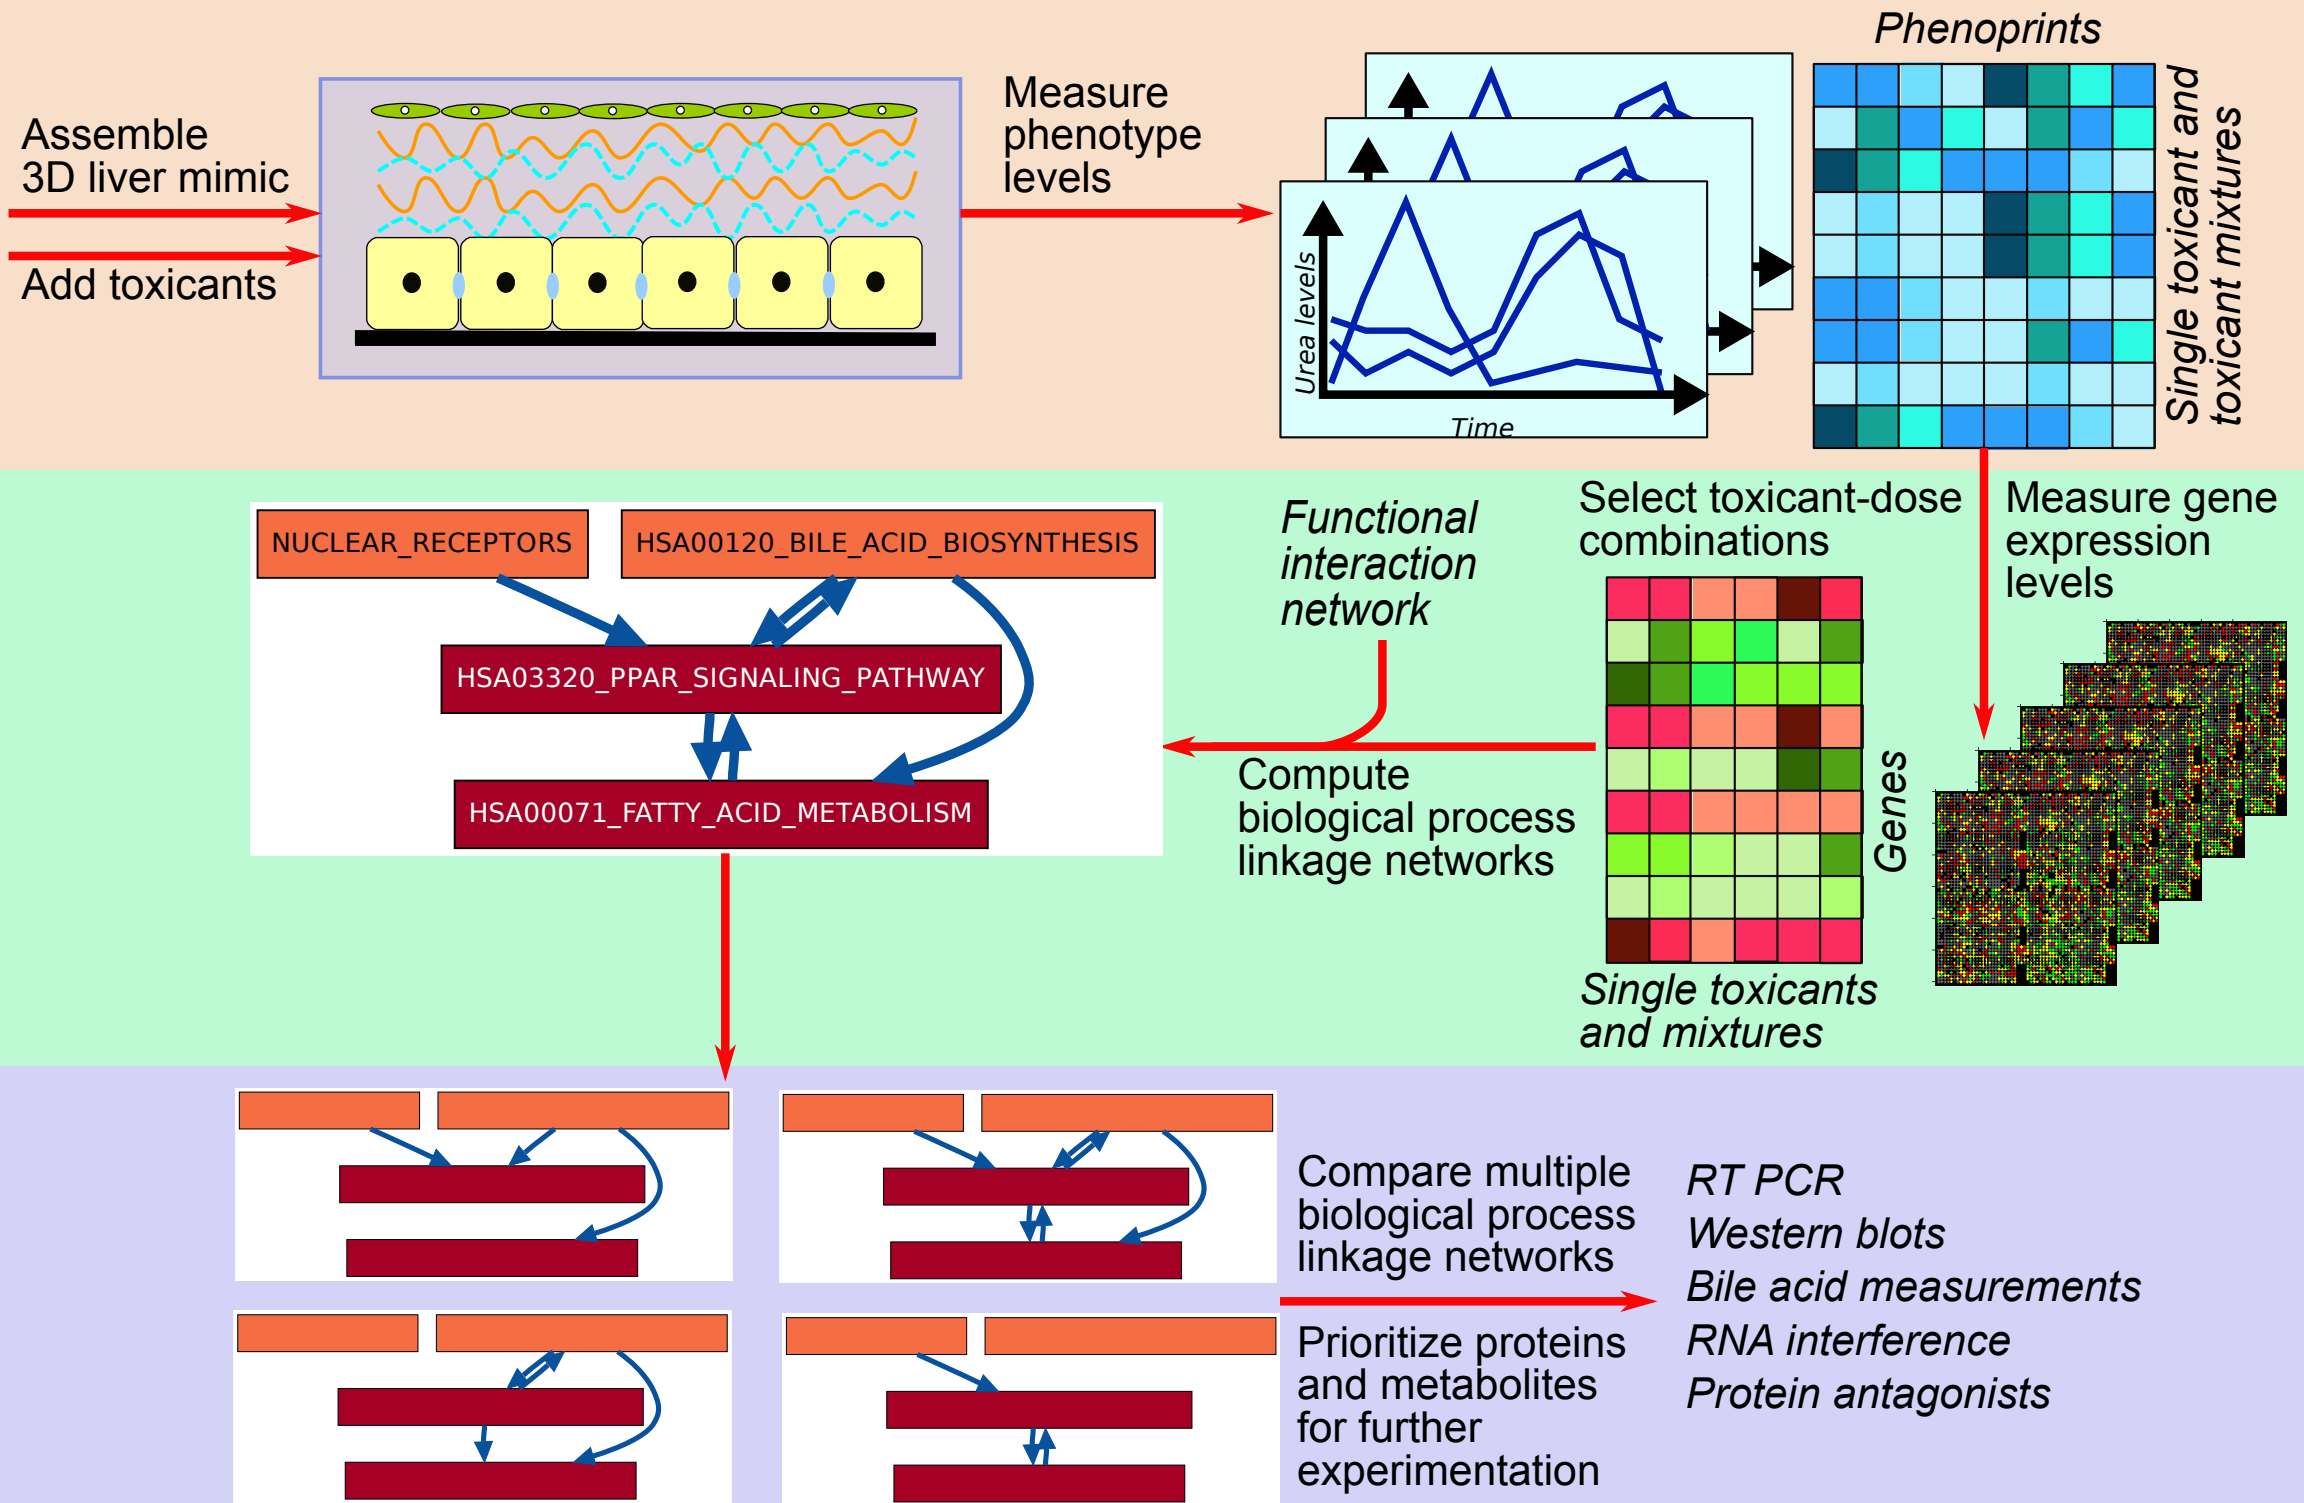 Assemble
3D liver mimic
Add toxicants
Measure
phenotype
levels
Urea levels
Time
Phenoprints
Single toxicant and
toxicant mixtures
NUCLEAR_RECEPTORS
HSA00120_BILE_ACID_BIOSYNTHESIS
HSA03320_PPAR_SIGNALING_PATHWAY
HSA00071_FATTY_ACID_METABOLISM
Functional
interaction
network
Compute
biological process
linkage networks
Select toxicant-dose
combinations
Genes
Single toxicants
and mixtures
Measure gene
expression
levels
Compare multiple
biological process
linkage networks
Prioritize proteins
and metabolites
for further
experimentation
RT PCR
Western blots
Bile acid measurements
RNA interference
Protein antagonists